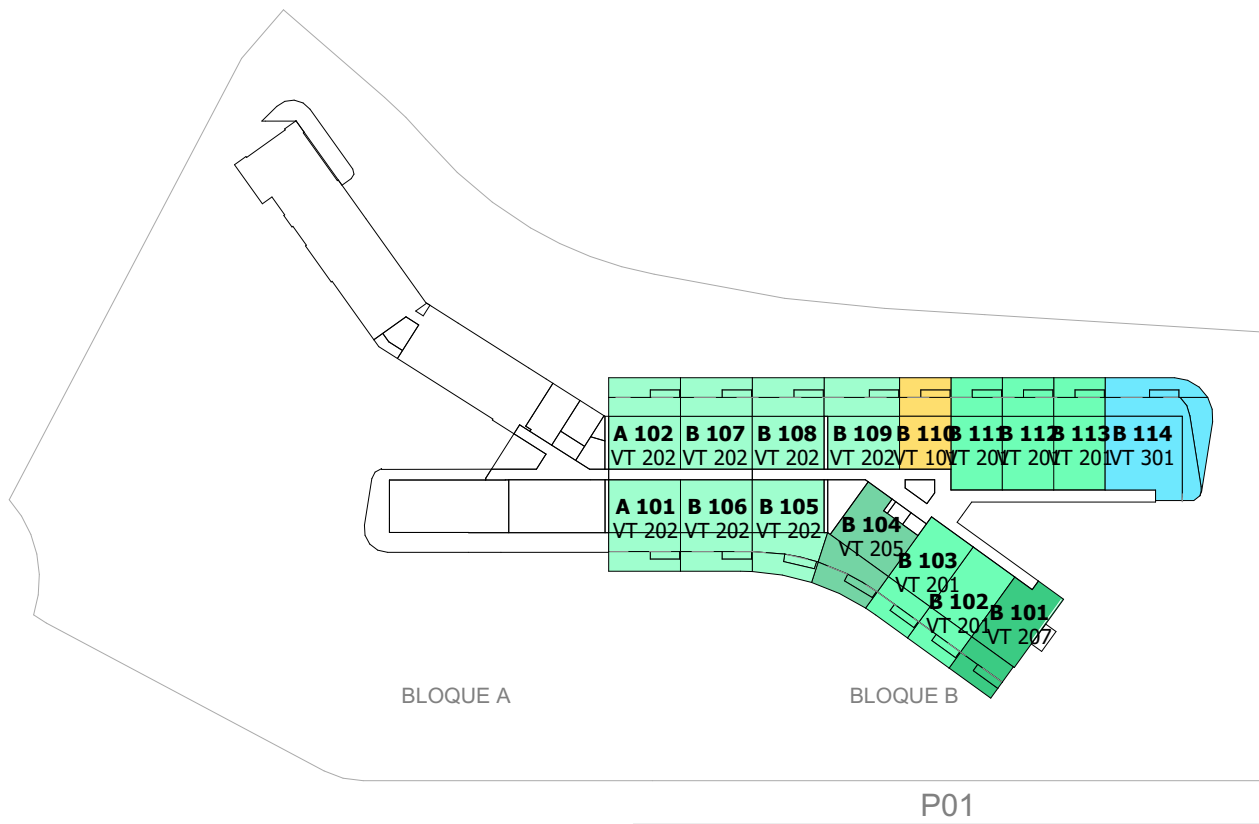 A 102
VT 202
B 107
VT 202
B 108
VT 202
B 109
VT 202
B 110
VT 101
B 111
VT 201
B 112
VT 201
B 113
VT 201
B 114
VT 301
A 101
VT 202
B 106
VT 202
B 105
VT 202
B 104
VT 205
B 103
VT 201
B 102
VT 201
B 101
VT 207
BLOQUE A
BLOQUE B
P01